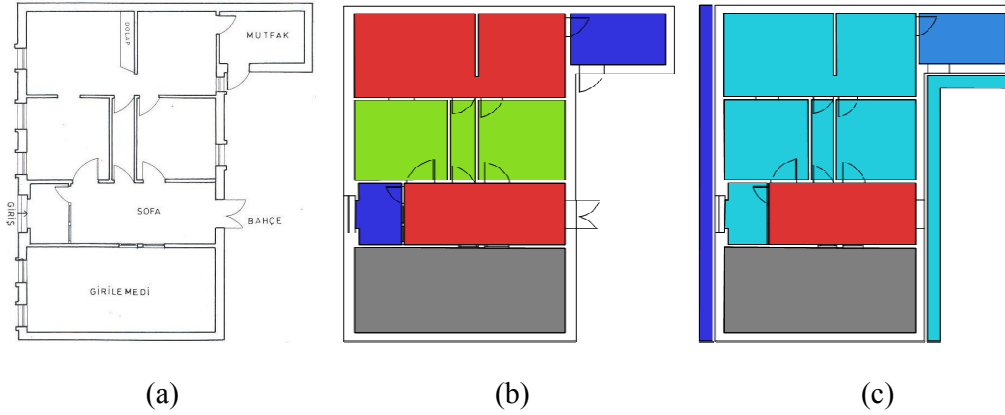 DOLAP
MUTFAK
GİRİŞ
SOFA
BAHÇE
GİRİLEMEDİ
(a)
(b)
(c)